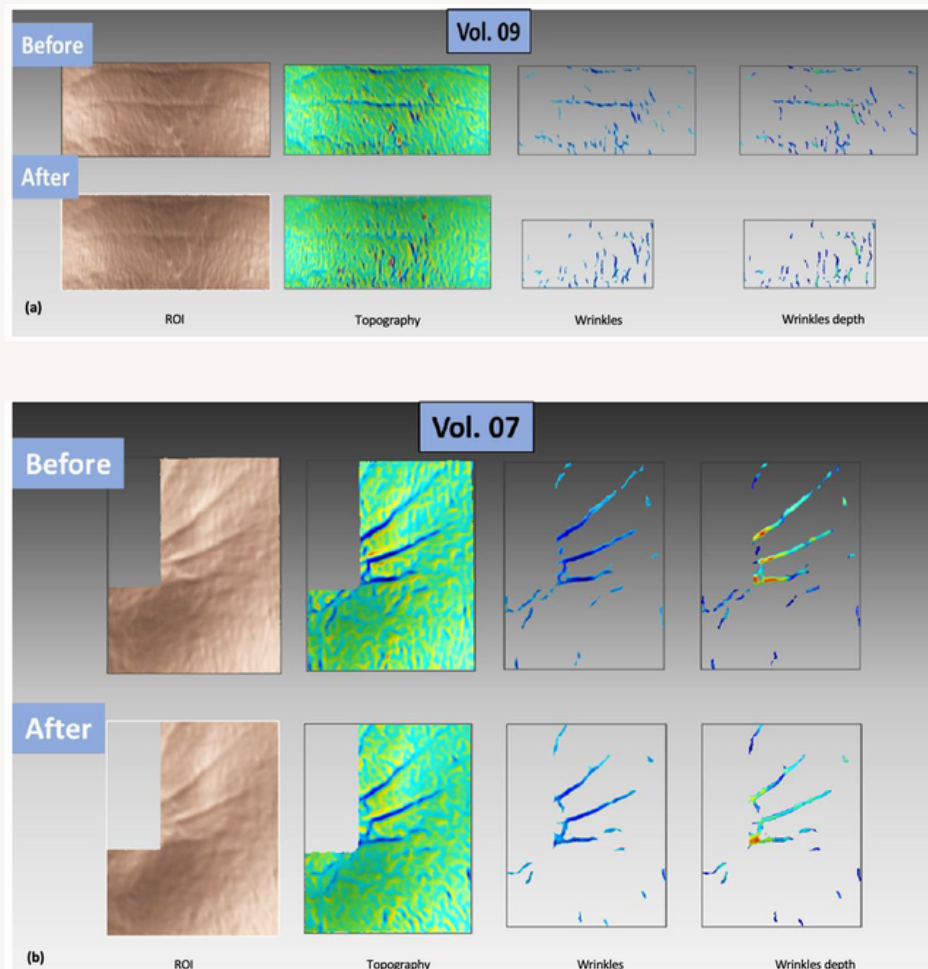 Vol. 09
Before
After
(a)
ROI
Topography
Wrinkles
Wrinkles depth
Vol. 07
Before
After
(b)
ROI
Topography
Wrinkles
Wrinkles depth